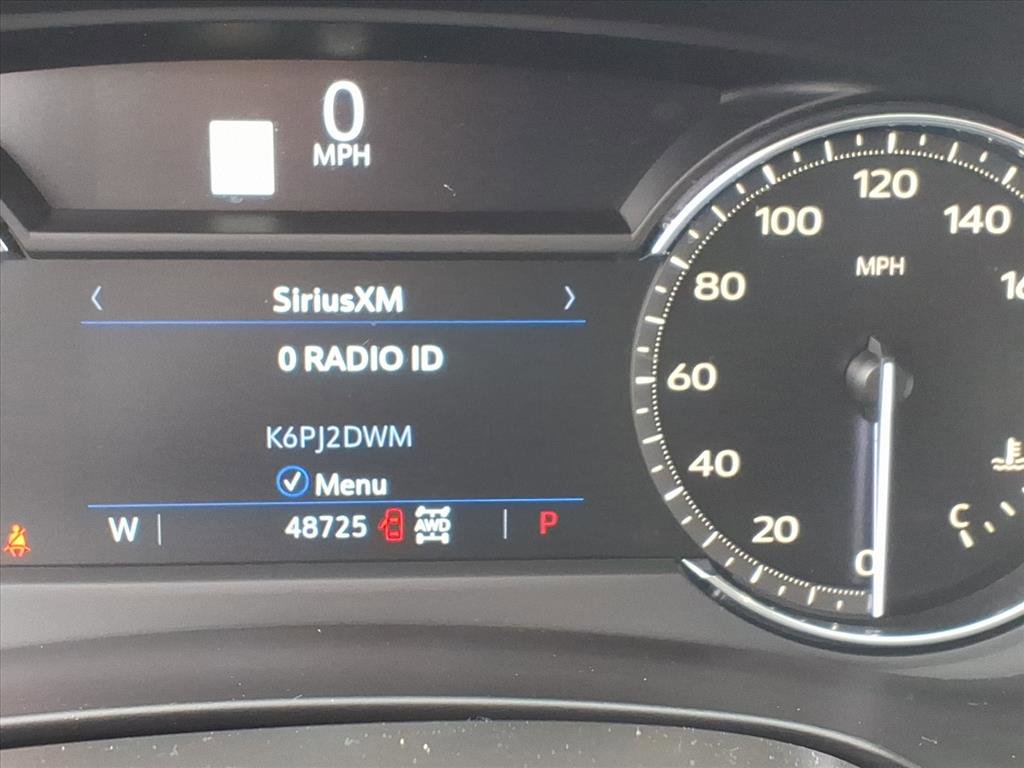 0
MPH
SiriusXM
0 RADIO ID
K6PJ2DWM
Menu
W 48725 AWD P
0
20
40
60
80
100
120
140
MPH
C